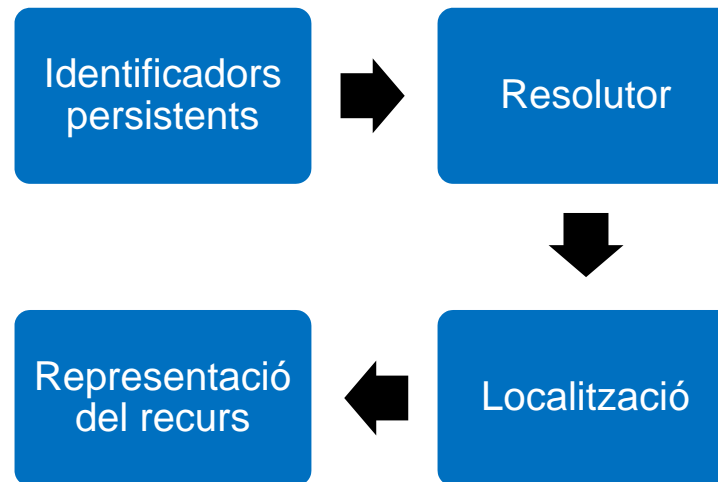 Identificadors
persistents
Resolutor
Localització
Representació
del recurs